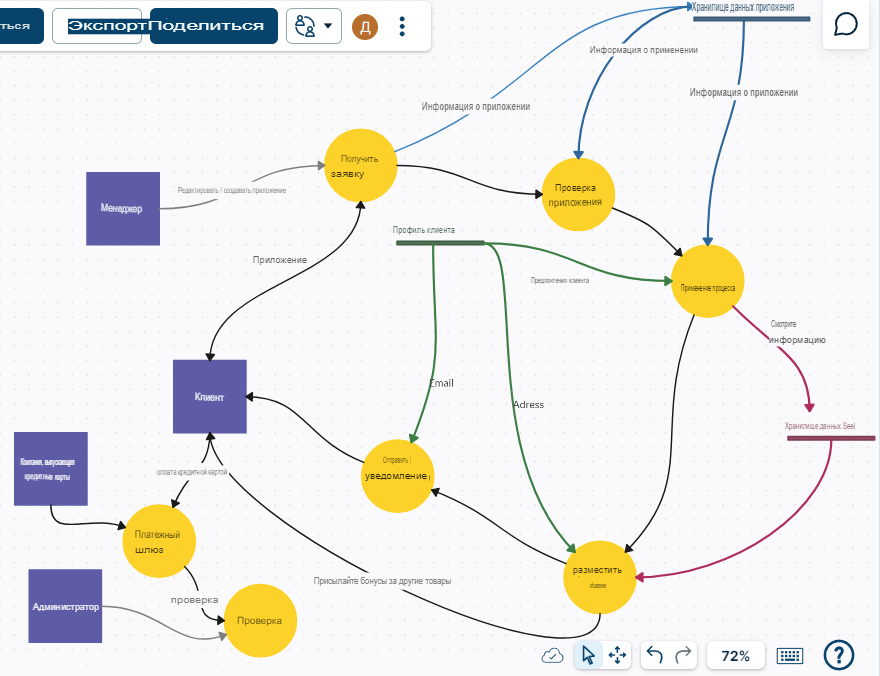 ться
ЭкспортПоделиться
Д
Хранилище данных приложения
Информация о применении
Информация о приложении
Информация о приложении
Получить
заявку
Проверка
приложения
Редактировать / создавать приложение
Менеджер
Профиль клиента
Приложение
Предпочтения клиента
Применение процесса
Смотрите
информацию
Клиент
Email
Adress
Хранилище данных Seel
Отправить
уведомление
Компания, выпускающая
кредитные карты
оплата кредитной картой
Платежный
шлюз
разместить
Присылайте бонусы за другие товары
проверка
Администратор
Проверка
72%
?